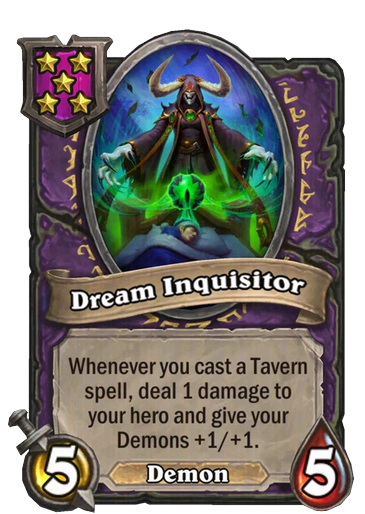 Dream Inquisitor
Whenever you cast a Tavern
spell, deal 1 damage to
your hero and give your
Demons +1/+1.
5
Demon
5